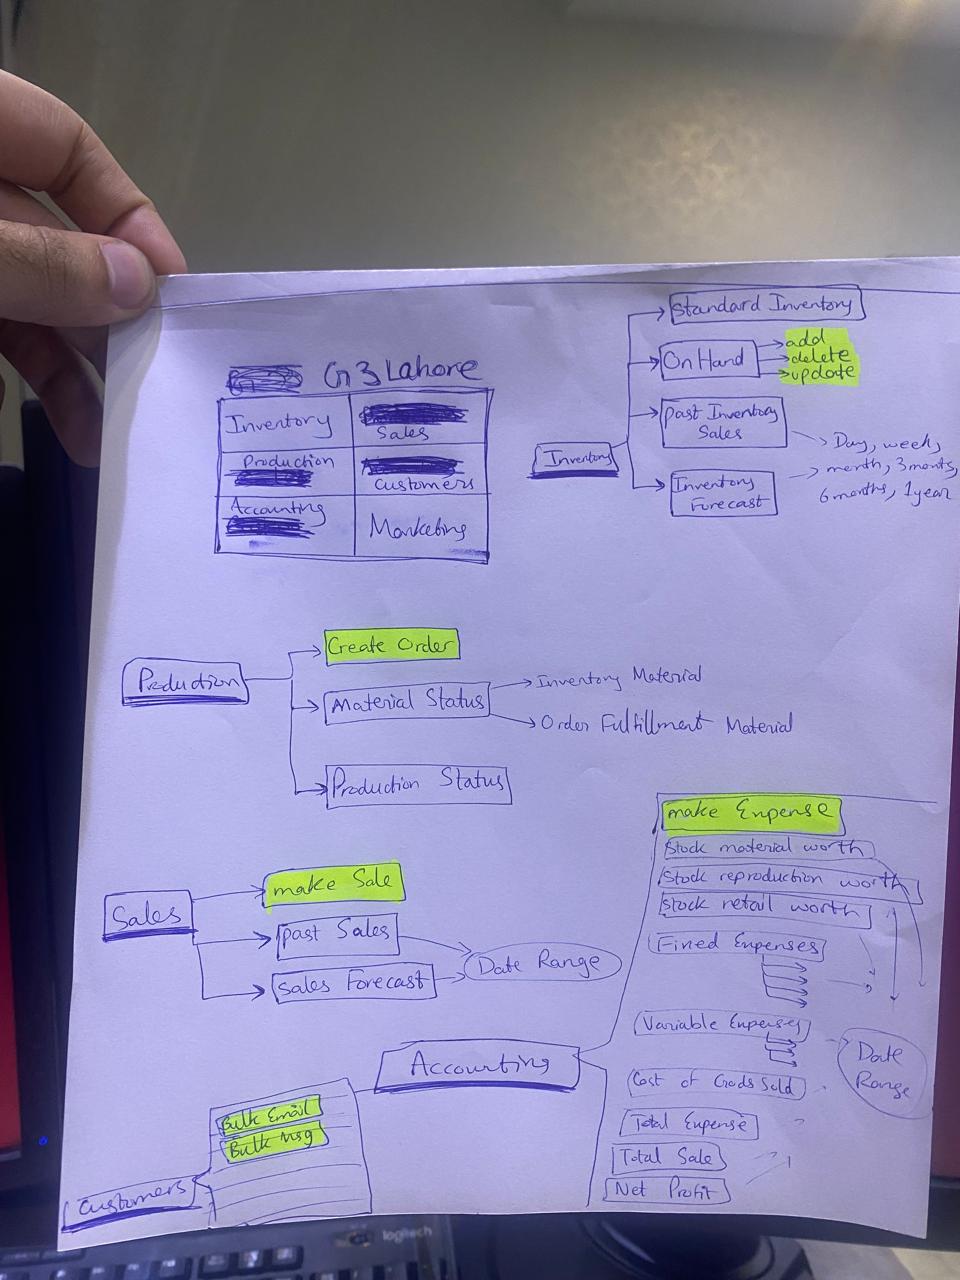 G3 Lahore
Inventory
Sales
Production
customers
Accounting
Marketing
Inventory
Standard Inventory
On Hand
add
delete
update
past Inventory
Sales
Inventory
Forecast
Day, week,
month, 3 monts,
6 months, 1 year
Production
Create Order
Material Status
Inventory Material
Order Fulfillment Material
Production Status
Sales
make Sale
past Sales
Sales Forecast
Date Range
Accounting
make Expense
Stock material worth
Stock reproduction worth
Stock retail worth
Fixed Expenses
Variable Expenses
Cost of Goods Sold
Total Expense
Total Sale
Net Profit
Date
Range
Customers
Bulk Email
Bulk Msg
logitech